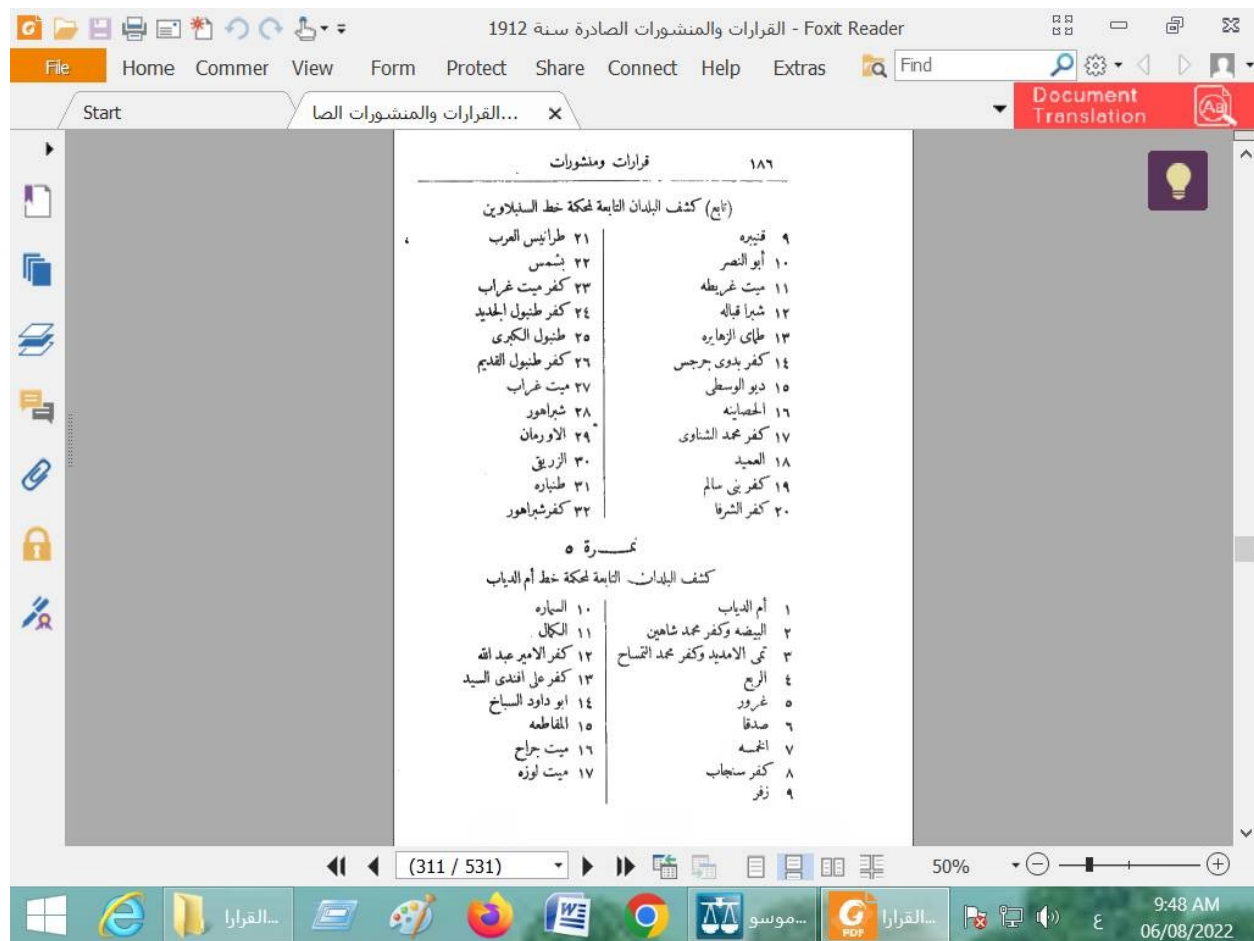 القرارات والمنشورات الصادرة سنة 1912 - Foxit Reader
File Home Commer View Form Protect Share Connect Help Extras Find
Start
القرارات والمنشورات الصا...
Document
Translation
١٨٦ قرارات ومنشورات
(تابع) كشف البلدان التابعة لمحكمة خط السنبلاوين
٩ قنيبره
١٠ أبو النصر
١١ ميت غريطه
١٢ شبرا قباله
١٣ طماى الزهايره
١٤ كفر بدوى جرجس
١٥ ديو الوسطى
١٦ الحصاينه
١٧ كفر محمد الشناوى
١٨ العميد
١٩ كفر بنى سالم
٢٠ كفر الشرفا
٢١ طرانيس العرب
٢٢ بشمس
٢٣ كفر ميت غراب
٢٤ كفر طنبول الجديد
٢٥ طنبول الكبرى
٢٦ كفر طنبول القديم
٢٧ ميت غراب
٢٨ شبراهور
٢٩ الاورمان
٣٠ الزريق
٣١ طنباره
٣٢ كفرشبراهور
نمـــرة ٥
كشف البلدان التابعة لمحكمة خط أم الدياب
١ أم الدياب
٢ البيضه وكفر محمد شاهين
٣ تمى الامديد وكفر محمد التمساح
٤ الربع
٥ غرور
٦ صدقا
٧ الخمسه
٨ كفر سنجاب
٩ زفر
١٠ السماره
١١ الكمال
١٢ كفر الامير عبد الله
١٣ كفر على افندى السيد
١٤ ابو داود السباخ
١٥ المقاطعه
١٦ ميت جراح
١٧ ميت لوزه
(311 / 531)
50%
القرارا...
موسو...
القرارا...
ع
9:48 AM
06/08/2022